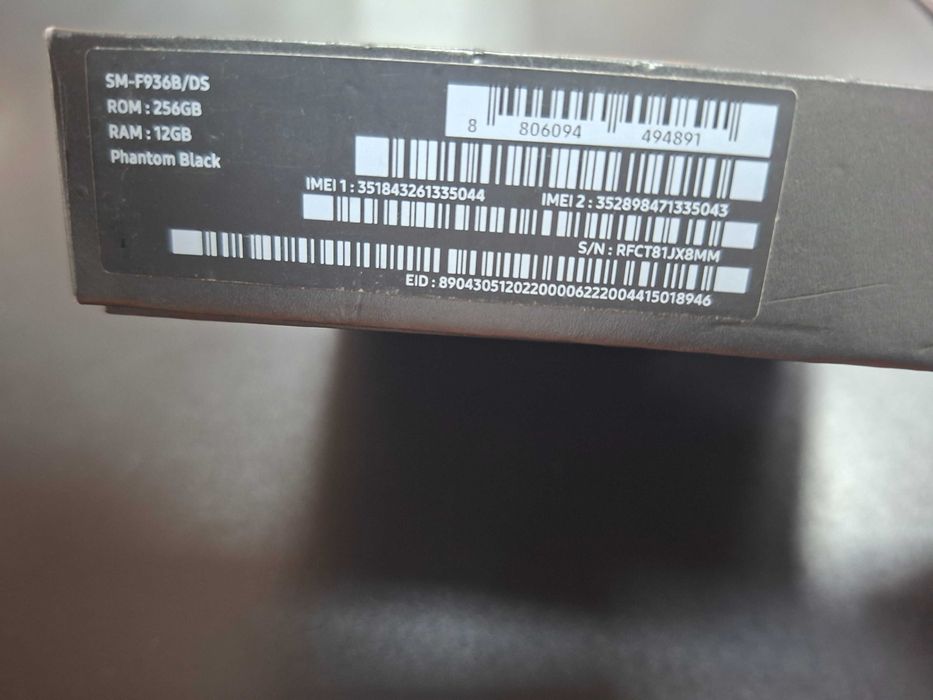 SM-F936B/DS
ROM : 256GB
RAM : 12GB
Phantom Black
8 806094 494891
IMEI 1 : 351843261335044
IMEI 2 : 352898471335043
S/N : RFCT81JX8MM
EID : 89043051202200006222004415018946